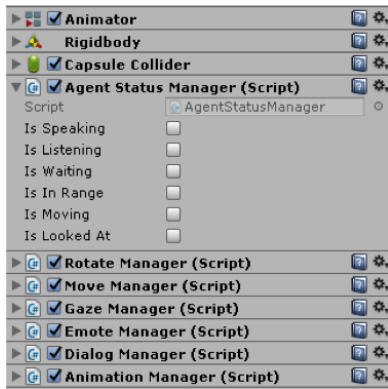 Animator
Rigidbody
Capsule Collider
Agent Status Manager (Script)
Script AgentStatusManager
Is Speaking
Is Listening
Is Waiting
Is In Range
Is Moving
Is Looked At
Rotate Manager (Script)
Move Manager (Script)
Gaze Manager (Script)
Emote Manager (Script)
Dialog Manager (Script)
Animation Manager (Script)